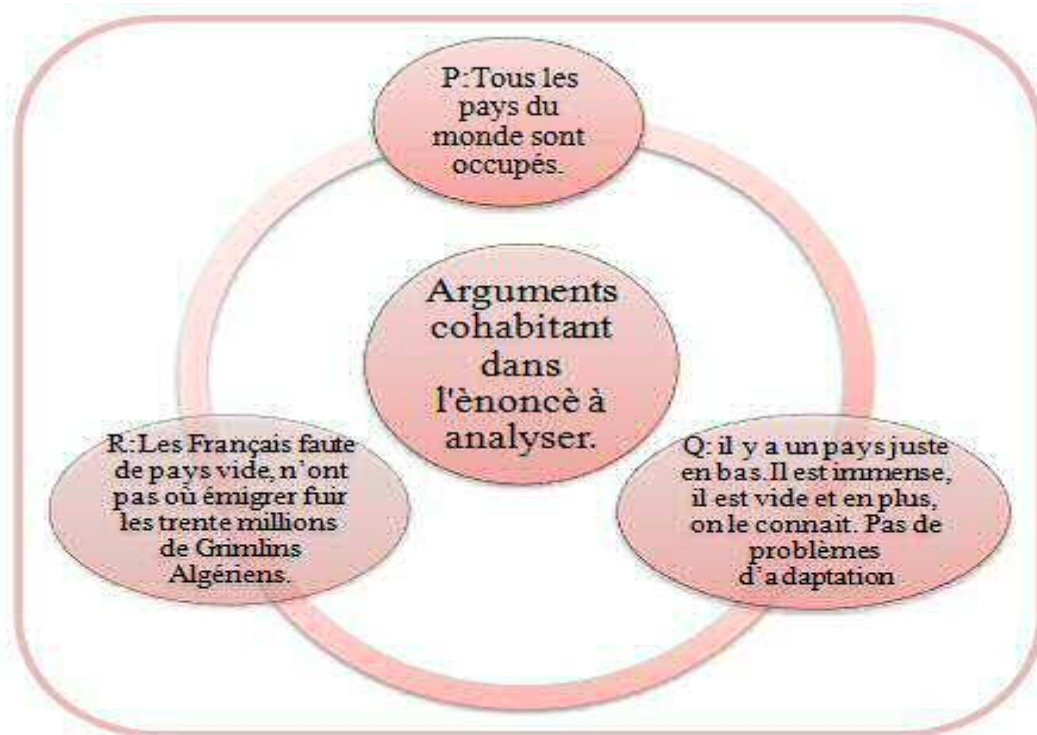 P:Tous les
pays du
monde sont
occupés.
Arguments
cohabitant
dans
l'ènoncè à
analyser.
R:Les Français faute
de pays vide, n'ont
pas où émigrer fuir
les trente millions
de Grimlins
Algériens.
Q: il y a un pays juste
en bas.Il est immense,
il est vide et en plus,
on le connait. Pas de
problèmes
d'adaptation